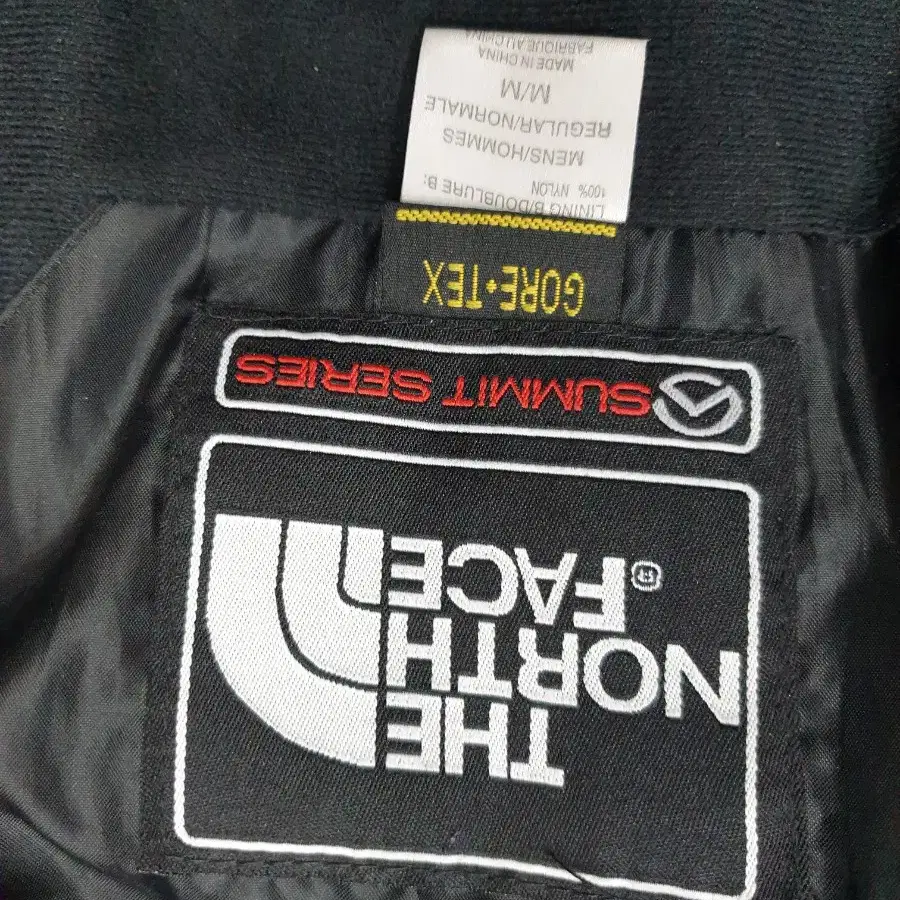 THE
NORTH
FACE®
SUMMIT SERIES
GORE-TEX
LINING B/DOUBLURE B:
100% NYLON
MENS/HOMMES
REGULAR/NORMALE
M/M
MADE IN CHINA
FABRIQUE AU CHINA